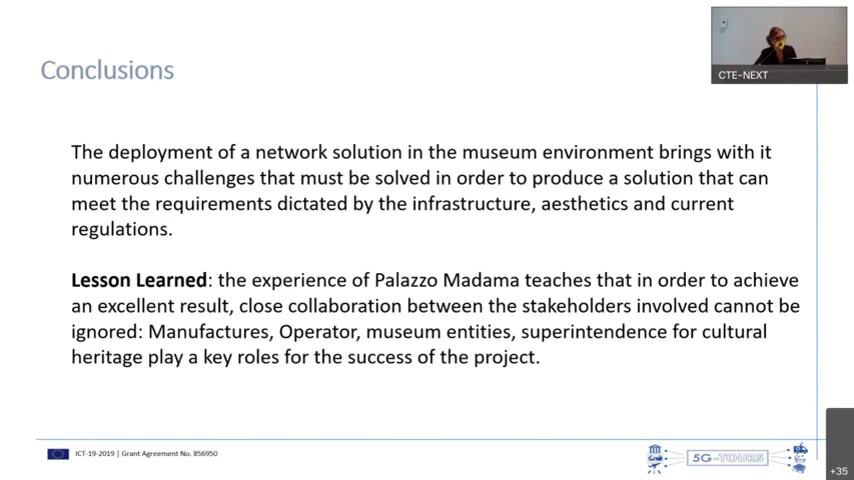 CTE-NEXT
Conclusions
The deployment of a network solution in the museum environment brings with it
numerous challenges that must be solved in order to produce a solution that can
meet the requirements dictated by the infrastructure, aesthetics and current
regulations.
Lesson Learned: the experience of Palazzo Madama teaches that in order to achieve
an excellent result, close collaboration between the stakeholders involved cannot be
ignored: Manufactures, Operator, museum entities, superintendence for cultural
heritage play a key roles for the success of the project.
ICT-19-2019 | Grant Agreement No. 856950
5G-TOURS
+35